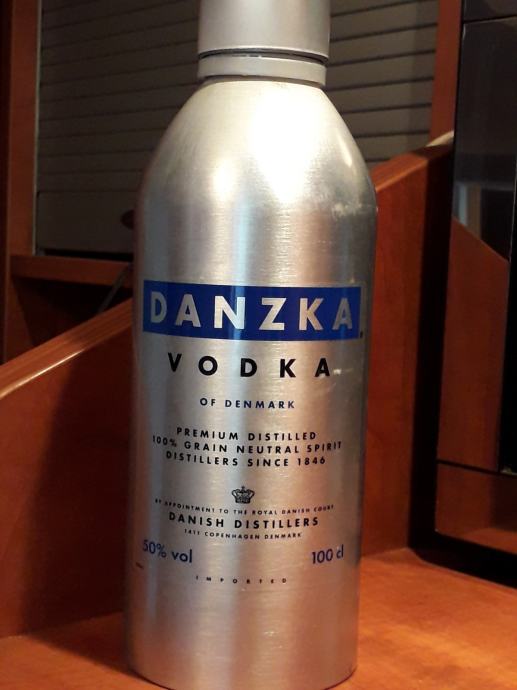 DANZKA
VODKA
OF DENMARK
PREMIUM DISTILLED
100% GRAIN NEUTRAL SPIRIT
DISTILLERS SINCE 1846
BY APPOINTMENT TO THE ROYAL DANISH COURT
DANISH DISTILLERS
1411 COPENHAGEN DENMARK
50% vol 100 cl
IMPORTED